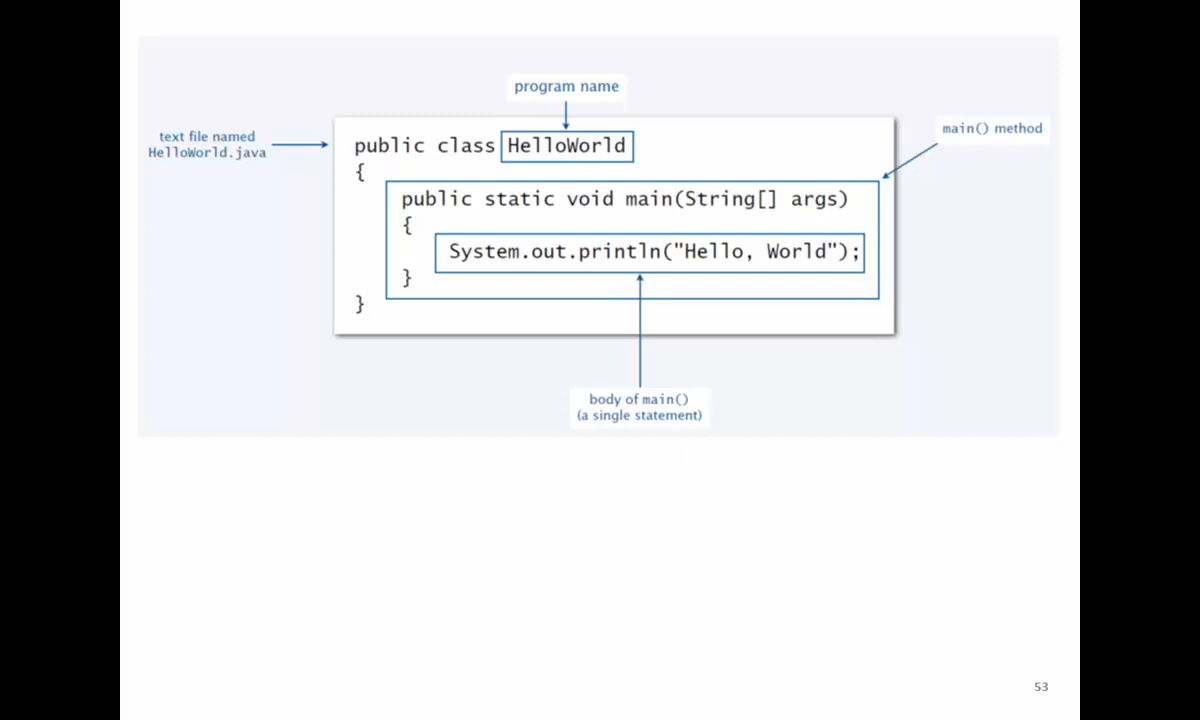 program name
text file named
HelloWorld.java
main() method
public class HelloWorld
{
public static void main(String[] args)
{
System.out.println("Hello, World");
}
}
body of main()
(a single statement)
53